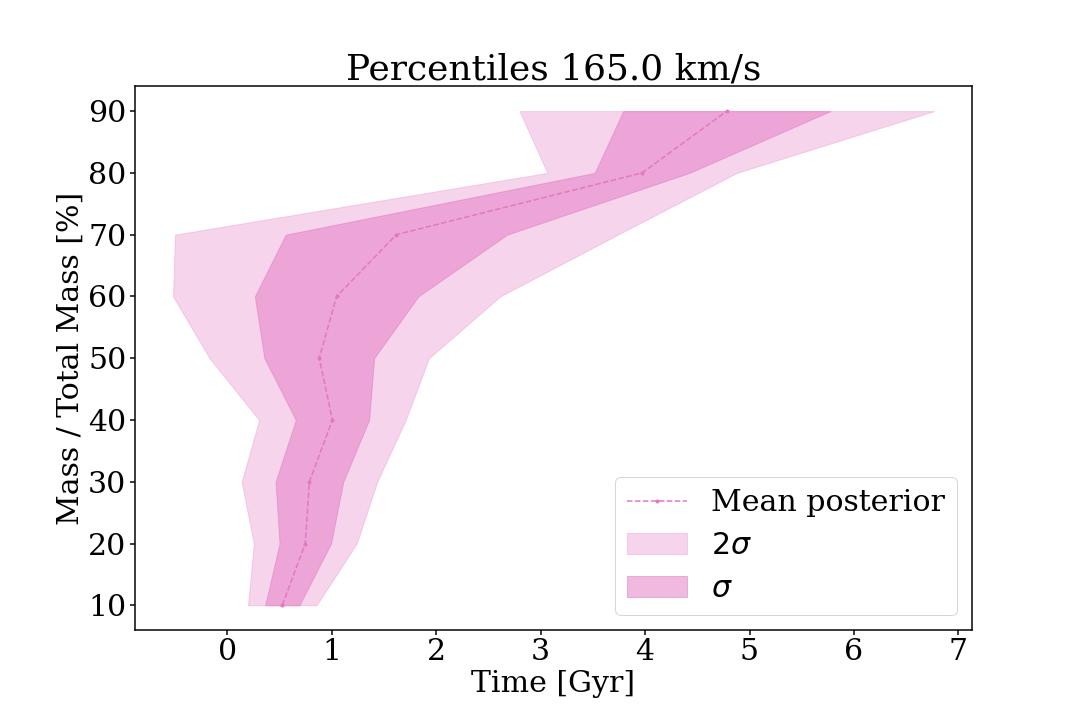 Percentiles 165.0 km/s
Mass / Total Mass [%]
90
80
70
60
50
40
30
20
10
Mean posterior
2σ
σ
0 1 2 3 4 5 6 7
Time [Gyr]